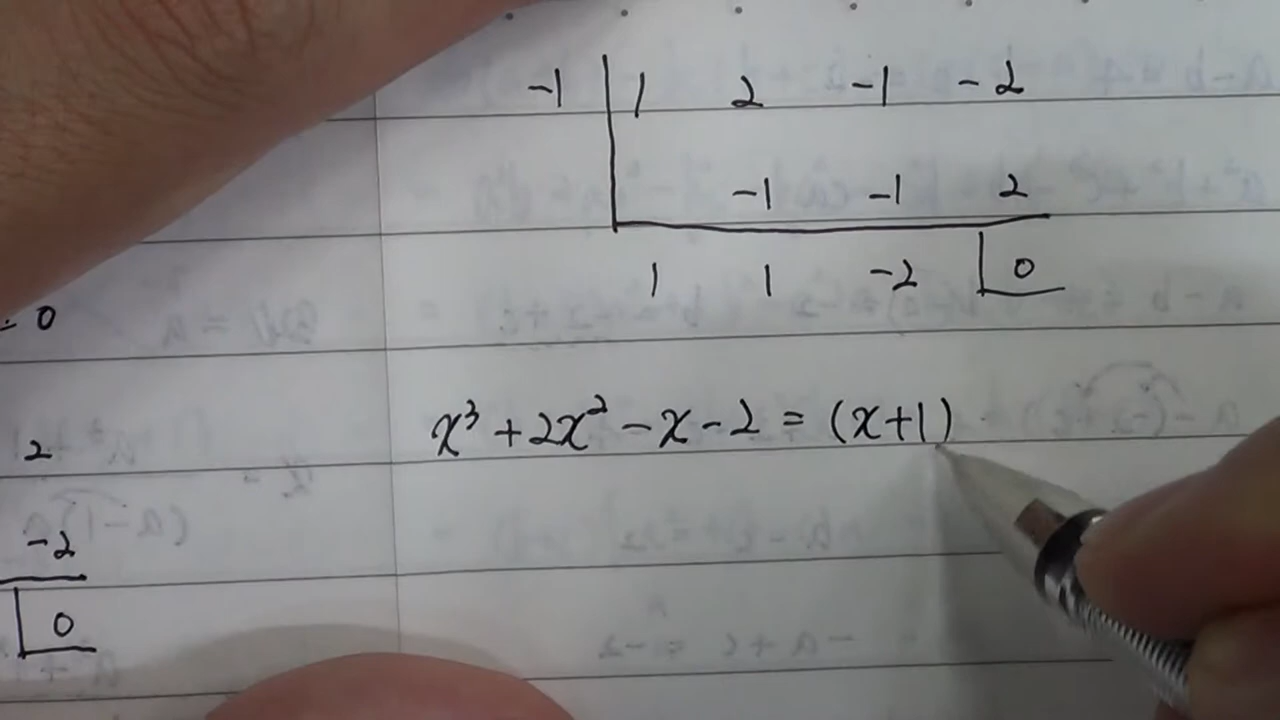 -1 | 1 2 -1 -2
-1 -1 2
1 1 -2 | 0
= 0
x³ + 2x² - x - 2 = (x+1)
2
-2
0